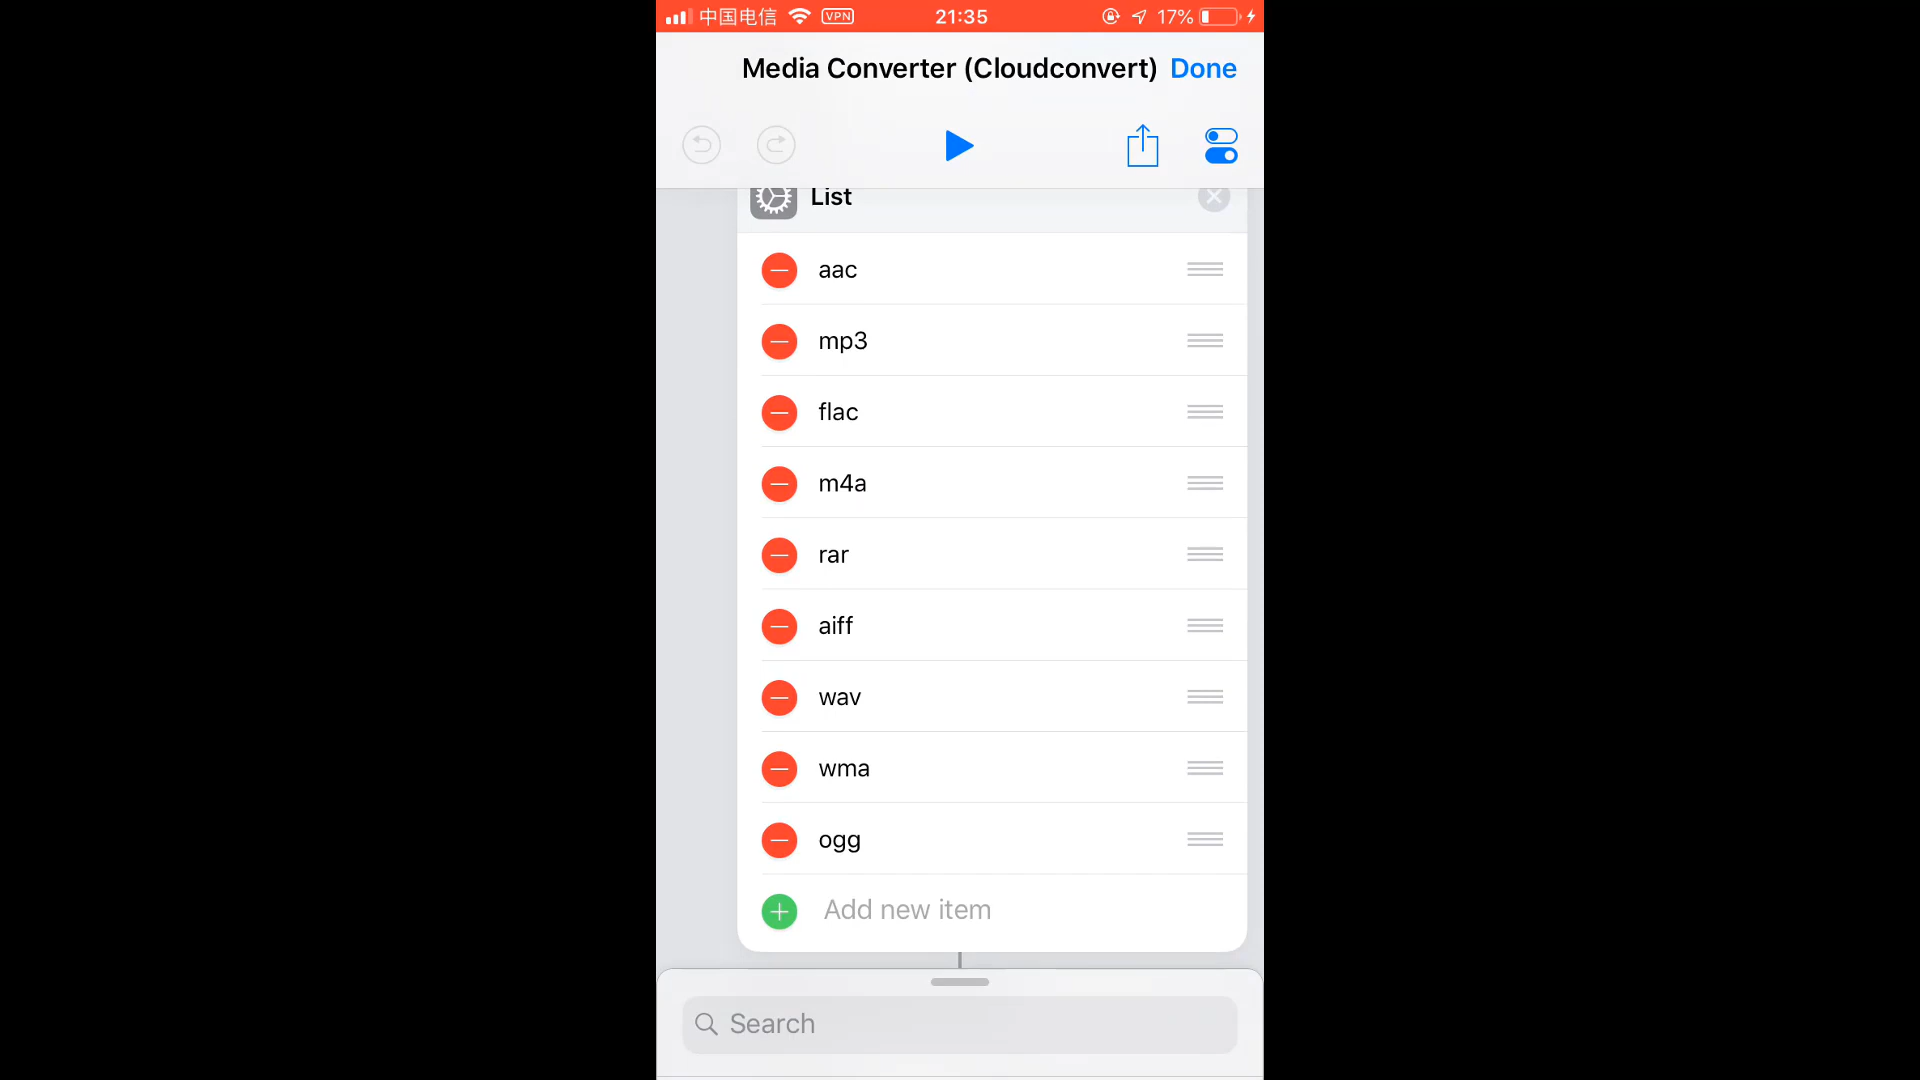 中国电信 VPN 21:35 17%
Media Converter (Cloudconvert) Done
List
aac
mp3
flac
m4a
rar
aiff
wav
wma
ogg
Add new item
Search